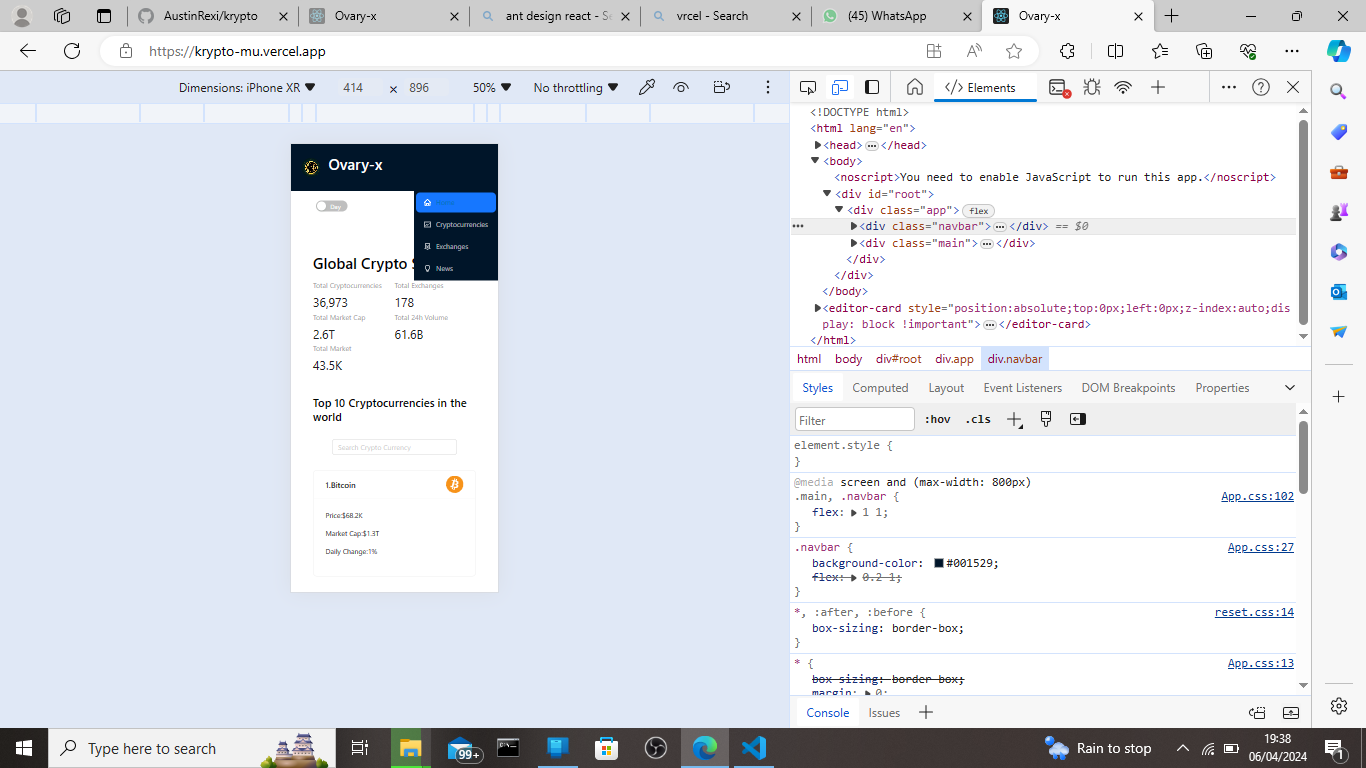 AustinRexi/krypto
Ovary-x
ant design react - Se
vrcel - Search
(45) WhatsApp
Ovary-x
https://krypto-mu.vercel.app
Dimensions: iPhone XR
414
×
896
50%
No throttling
Ovary-x
Day
Home
Cryptocurrencies
Exchanges
News
Global Crypto S
Total Cryptocurrencies
Total Exchanges
36,973
178
Total Market Cap
Total 24h Volume
2.6T
61.6B
Total Market
43.5K
Top 10 Cryptocurrencies in the
world
Search Crypto Currency
1.Bitcoin
Price:$68.2K
Market Cap:$1.3T
Daily Change:1%
Elements
<!DOCTYPE html>
<html lang="en">
<head> ··· </head>
<body>
<noscript>You need to enable JavaScript to run this app.</noscript>
<div id="root">
<div class="app"> flex
··· <div class="navbar"> ··· </div> == $0
<div class="main"> ··· </div>
</div>
</div>
</body>
<editor-card style="position:absolute;top:0px;left:0px;z-index:auto;dis
play: block !important"> ··· </editor-card>
</html>
html body div#root div.app div.navbar
Styles Computed Layout Event Listeners DOM Breakpoints Properties
Filter
:hov .cls
element.style {
}
@media screen and (max-width: 800px)
.main, .navbar { App.css:102
flex: 1 1;
}
.navbar { App.css:27
background-color: #001529;
flex: 0.2 1;
}
*, :after, :before { reset.css:14
box-sizing: border-box;
}
* { App.css:13
box-sizing: border-box;
margin: 0;
Console Issues
Type here to search
99+
Rain to stop
19:38
06/04/2024
1